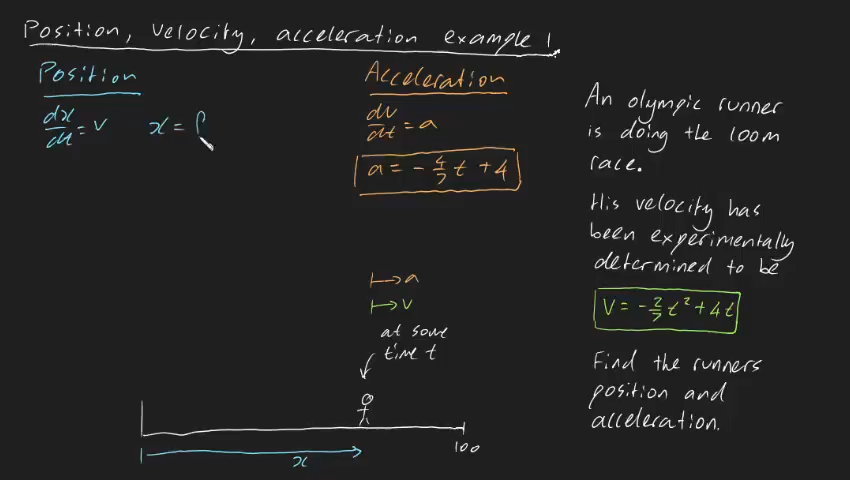 Position, velocity, acceleration example 1.
Position
dx/dt = v x = ∫
Acceleration
dv/dt = a
a = -4/3 t + 4
An olympic runner
is doing the 100m
race.
His velocity has
been experimentally
determined to be
V = -2/3 t² + 4t
Find the runners
position and
acceleration.
a
v
at some
time t
100
x